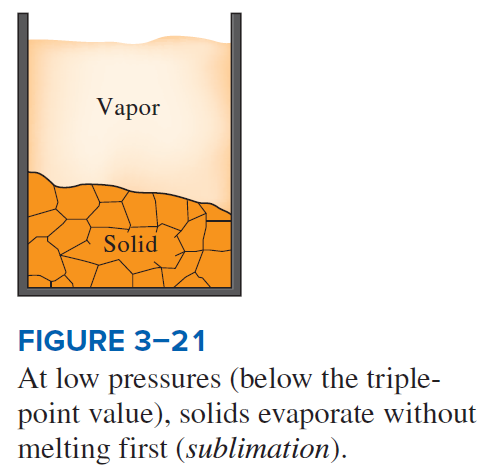 Vapor
Solid
FIGURE 3–21
At low pressures (below the triple-
point value), solids evaporate without
melting first (sublimation).